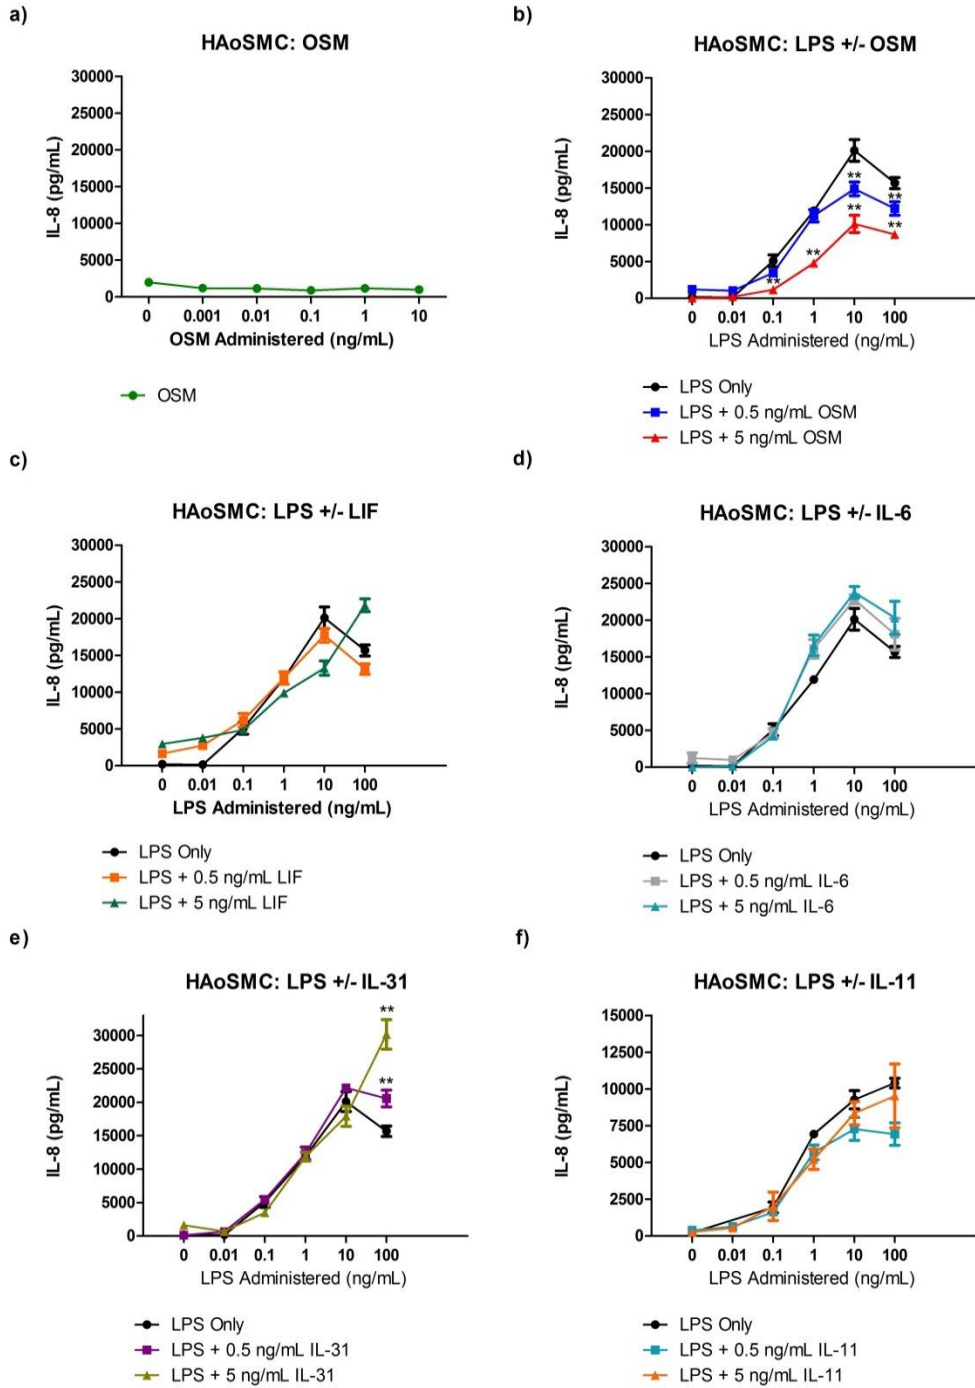 a)
HAoSMC: OSM
30000
25000
20000
15000
10000
5000
0
IL-8 (pg/mL)
0 0.001 0.01 0.1 1 10
OSM Administered (ng/mL)
OSM
b)
HAoSMC: LPS +/- OSM
30000
25000
20000
15000
10000
5000
0
IL-8 (pg/mL)
** ** ** ** ** **
0 0.01 0.1 1 10 100
LPS Administered (ng/mL)
LPS Only
LPS + 0.5 ng/mL OSM
LPS + 5 ng/mL OSM
c)
HAoSMC: LPS +/- LIF
30000
25000
20000
15000
10000
5000
0
IL-8 (pg/mL)
0 0.01 0.1 1 10 100
LPS Administered (ng/mL)
LPS Only
LPS + 0.5 ng/mL LIF
LPS + 5 ng/mL LIF
d)
HAoSMC: LPS +/- IL-6
30000
25000
20000
15000
10000
5000
0
IL-8 (pg/mL)
0 0.01 0.1 1 10 100
LPS Administered (ng/mL)
LPS Only
LPS + 0.5 ng/mL IL-6
LPS + 5 ng/mL IL-6
e)
HAoSMC: LPS +/- IL-31
30000
25000
20000
15000
10000
5000
0
IL-8 (pg/mL)
**
**
0 0.01 0.1 1 10 100
LPS Administered (ng/mL)
LPS Only
LPS + 0.5 ng/mL IL-31
LPS + 5 ng/mL IL-31
f)
HAoSMC: LPS +/- IL-11
15000
12500
10000
7500
5000
2500
0
IL-8 (pg/mL)
0 0.01 0.1 1 10 100
LPS Administered (ng/mL)
LPS Only
LPS + 0.5 ng/mL IL-11
LPS + 5 ng/mL IL-11